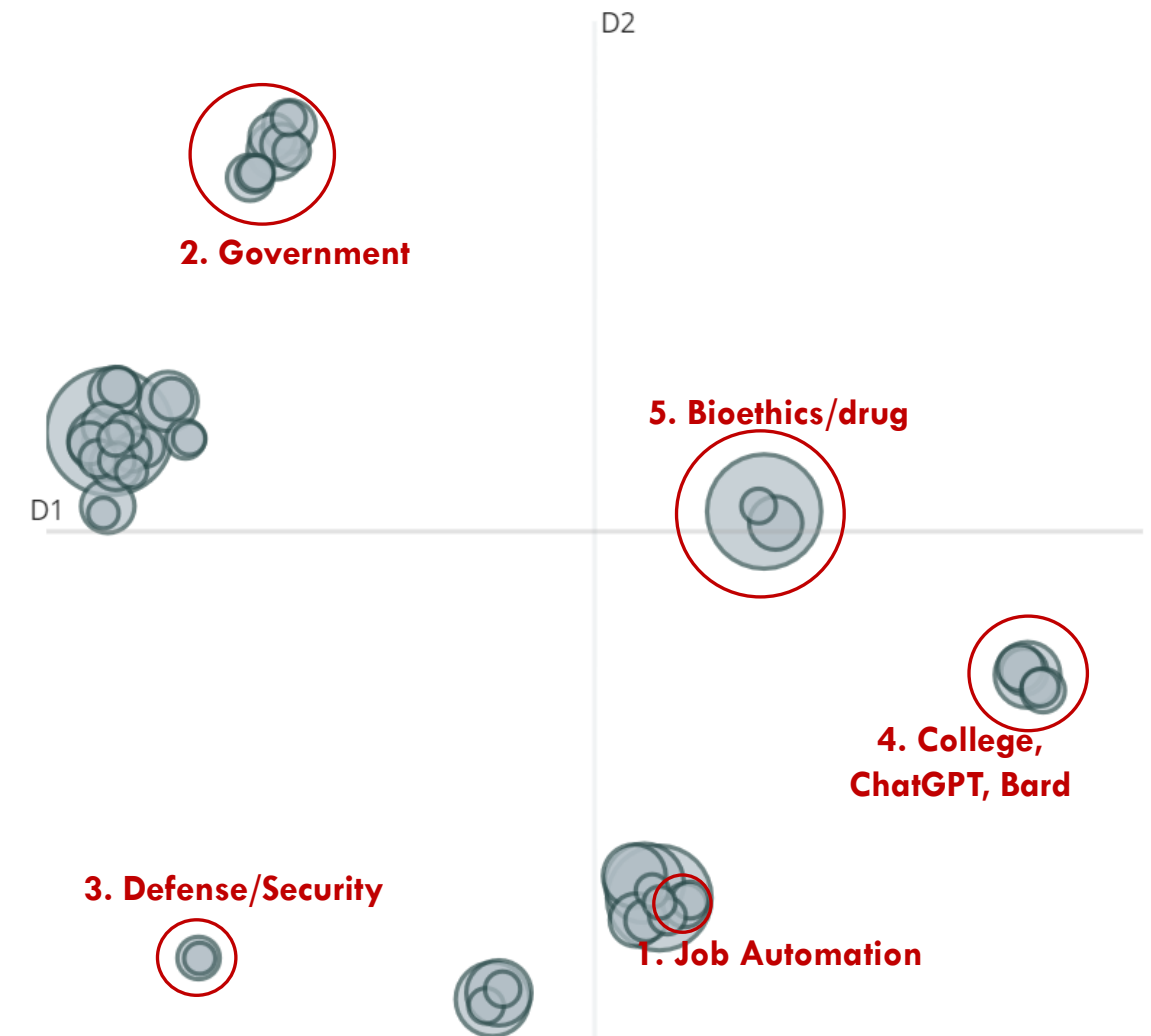 D2
2. Government
5. Bioethics/drug
D1
4. College,
ChatGPT, Bard
3. Defense/Security
1. Job Automation